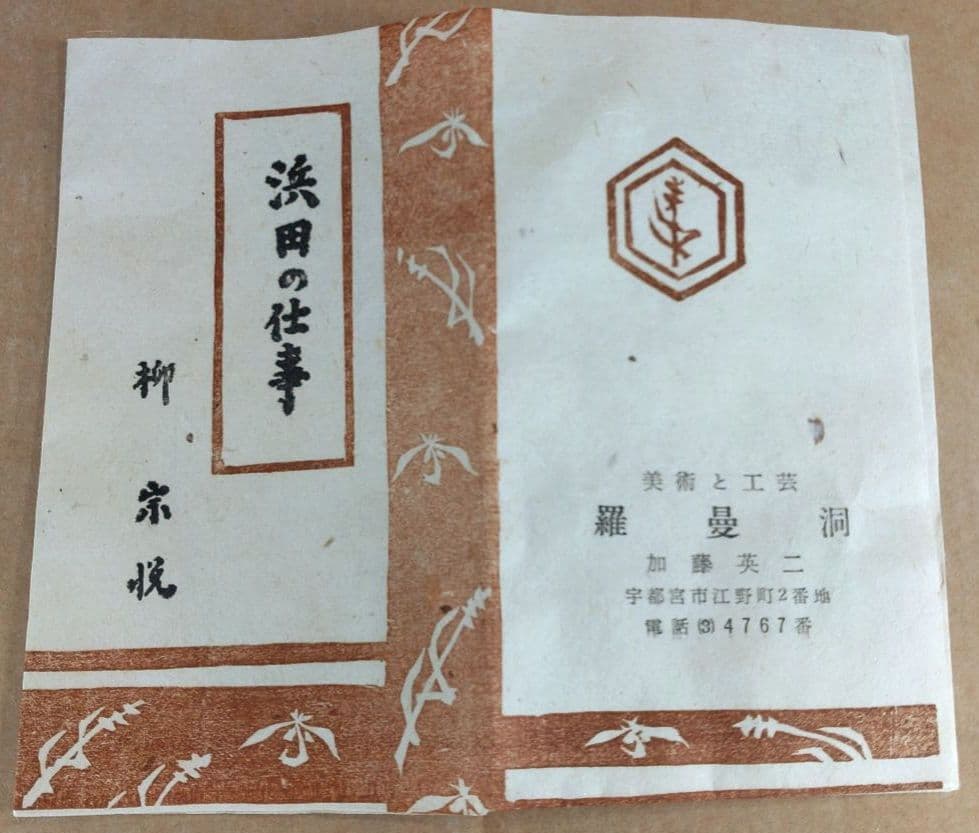 浜田の仕事
柳宗悦
美術と工芸
羅曼洞
加藤英二
宇都宮市江野町2番地
電話(3)4767番